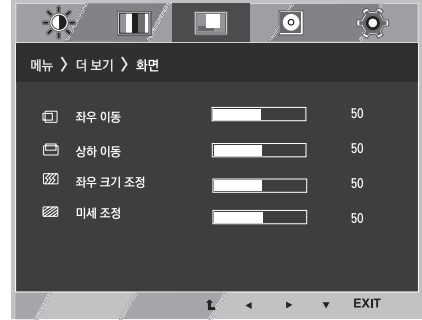 메뉴 > 더 보기 > 화면
좌우 이동 50
상하 이동 50
좌우 크기 조정 50
미세 조정 50
EXIT